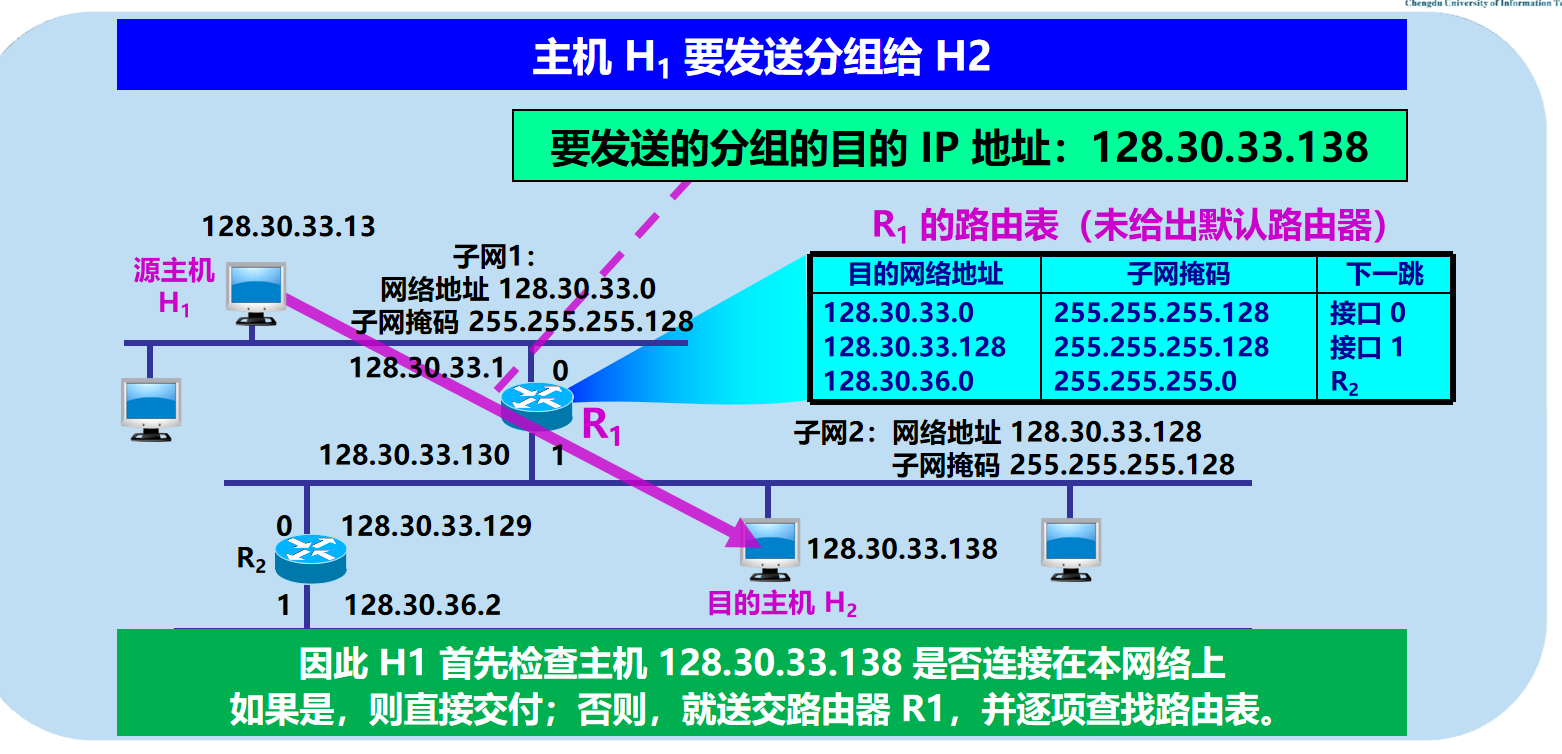 Chengdu University of Information Te
主机 H₁ 要发送分组给 H2
要发送的分组的目的 IP 地址：128.30.33.138
128.30.33.13
源主机
H₁
子网1：
网络地址 128.30.33.0
子网掩码 255.255.255.128
R₁ 的路由表（未给出默认路由器）
目的网络地址 子网掩码 下一跳
128.30.33.0 255.255.255.128 接口 0
128.30.33.128 255.255.255.128 接口 1
128.30.36.0 255.255.255.0 R₂
128.30.33.1
0
R₁
128.30.33.130
1
子网2：网络地址 128.30.33.128
子网掩码 255.255.255.128
0
128.30.33.129
R₂
1
128.30.36.2
128.30.33.138
目的主机 H₂
因此 H1 首先检查主机 128.30.33.138 是否连接在本网络上
如果是，则直接交付；否则，就送交路由器 R1，并逐项查找路由表。